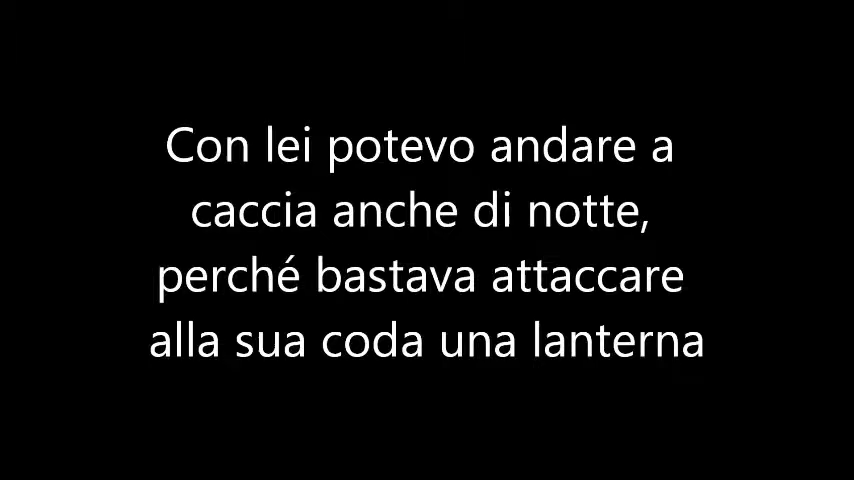 Con lei potevo andare a
caccia anche di notte,
perché bastava attaccare
alla sua coda una lanterna